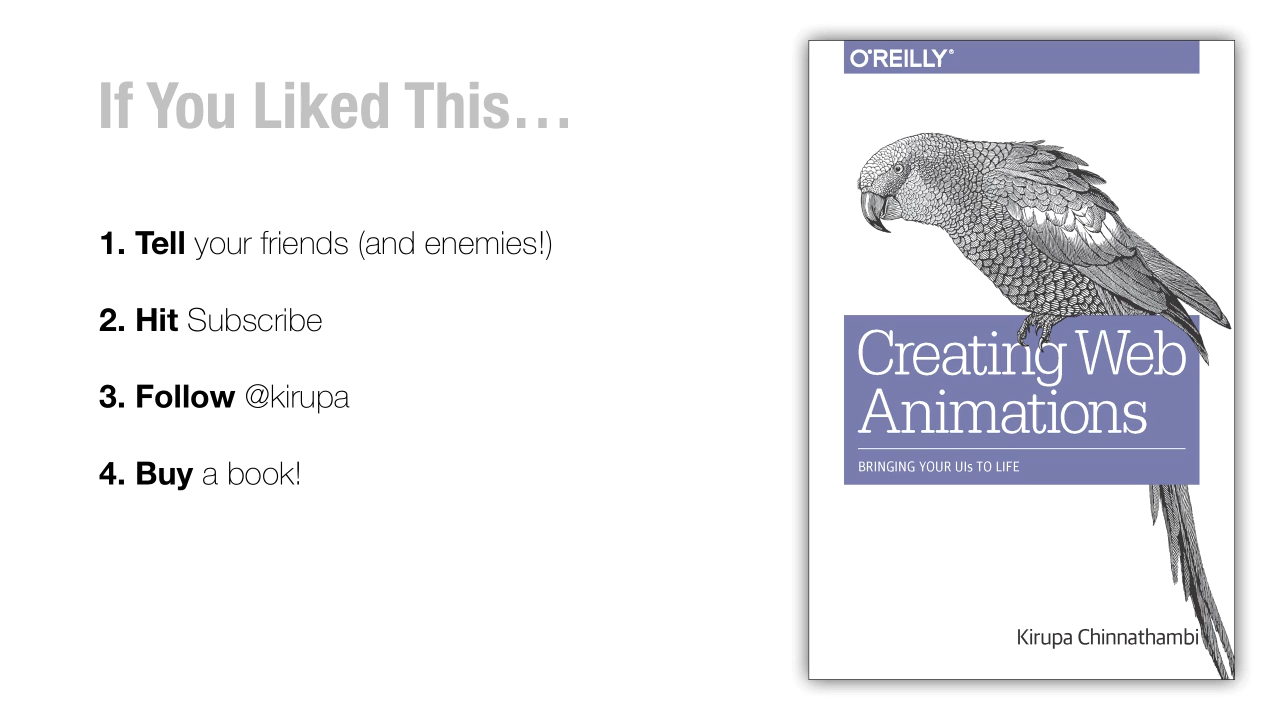 If You Liked This…
1. Tell your friends (and enemies!)
2. Hit Subscribe
3. Follow @kirupa
4. Buy a book!
O'REILLY®
Creating Web
Animations
BRINGING YOUR UIs TO LIFE
Kirupa Chinnathambi